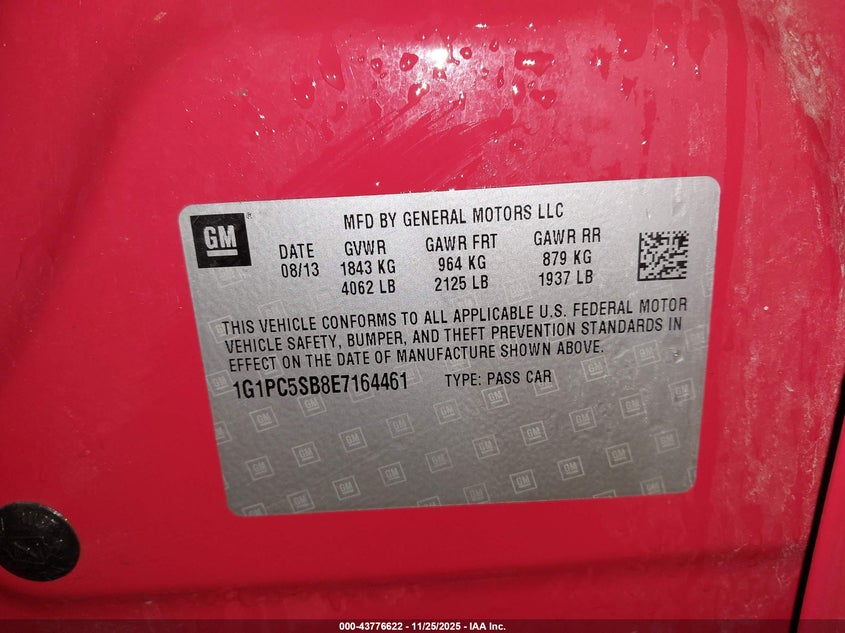 GM
®
MFD BY GENERAL MOTORS LLC
DATE GVWR GAWR FRT GAWR RR
08/13 1843 KG 964 KG 879 KG
4062 LB 2125 LB 1937 LB
THIS VEHICLE CONFORMS TO ALL APPLICABLE U.S. FEDERAL MOTOR
VEHICLE SAFETY, BUMPER, AND THEFT PREVENTION STANDARDS IN
EFFECT ON THE DATE OF MANUFACTURE SHOWN ABOVE.
1G1PC5SB8E7164461 TYPE: PASS CAR
000-43776622 - 11/25/2025 - IAA Inc.